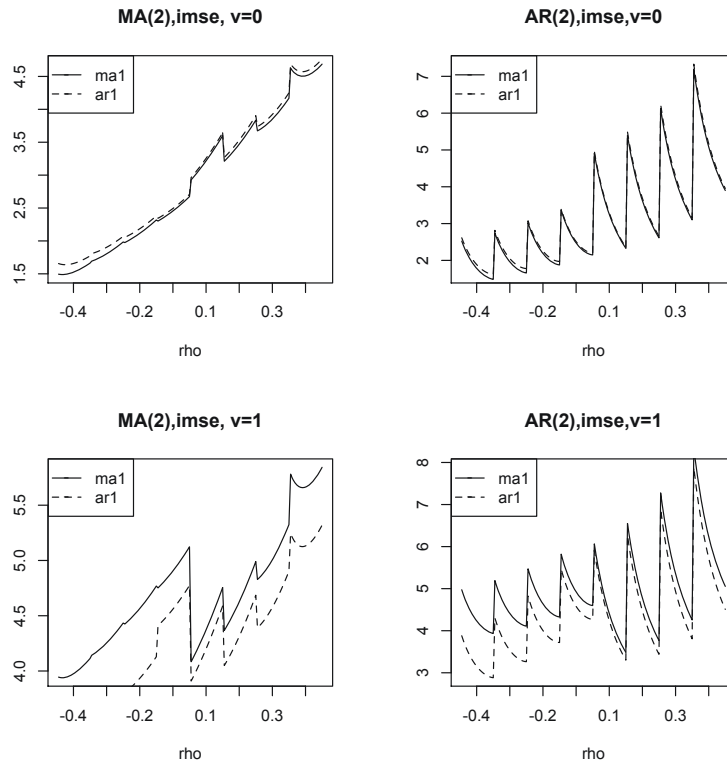 MA(2),imse, v=0
4.5
3.5
2.5
1.5
ma1
ar1
-0.4 -0.2 0.1 0.3
rho
AR(2),imse,v=0
7
6
5
4
3
2
ma1
ar1
-0.4 -0.2 0.1 0.3
rho
MA(2),imse, v=1
5.5
5.0
4.5
4.0
ma1
ar1
-0.4 -0.2 0.1 0.3
rho
AR(2),imse,v=1
8
7
6
5
4
3
ma1
ar1
-0.4 -0.2 0.1 0.3
rho